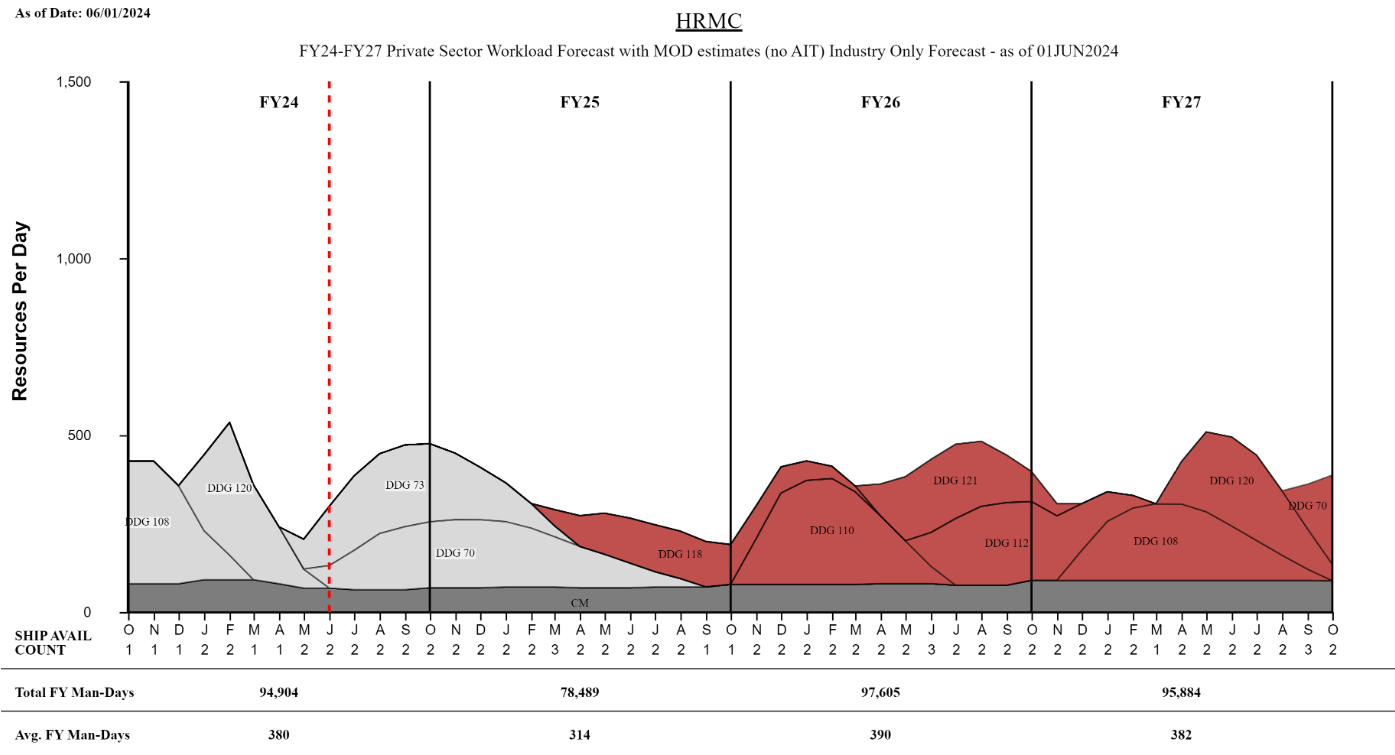 As of Date: 06/01/2024
HRMC
FY24-FY27 Private Sector Workload Forecast with MOD estimates (no AIT) Industry Only Forecast - as of 01JUN2024
Resources Per Day
1,500
1,000
500
0
FY24 FY25 FY26 FY27
DDG 108
DDG 120
DDG 73
DDG 70
DDG 118
DDG 110
DDG 121
DDG 112
DDG 108
DDG 120
DDG 70
CM
O N D J F M A M J J A S O N D J F M A M J J A S O N D J F M A M J J A S O N D J F M A M J J A S O
SHIP AVAIL COUNT
1 1 1 2 2 1 1 2 2 2 2 2 2 2 2 2 2 3 2 2 2 2 2 1 1 2 2 2 2 2 2 2 3 2 2 2 2 2 2 2 2 1 2 2 2 2 2 3 2
Total FY Man-Days 94,904 78,489 97,605 95,884
Avg. FY Man-Days 380 314 390 382